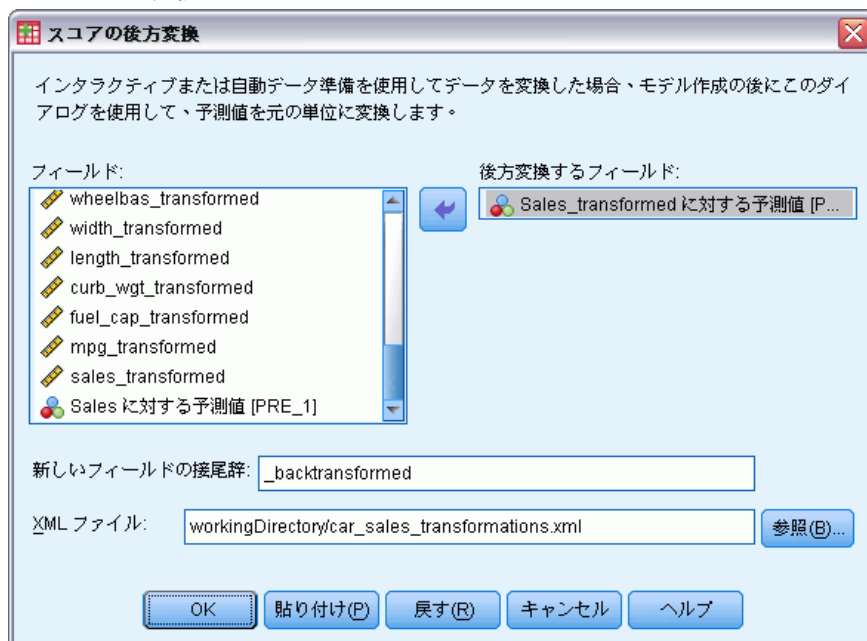 スコアの後方変換
インタラクティブまたは自動データ準備を使用してデータを変換した場合、モデル作成の後にこのダイ
アログを使用して、予測値を元の単位に変換します。
フィールド:
wheelbas_transformed
width_transformed
length_transformed
curb_wgt_transformed
fuel_cap_transformed
mpg_transformed
sales_transformed
Sales に対する予測値 [PRE_1]
後方変換するフィールド:
Sales_transformed に対する予測値 [P...
新しいフィールドの接尾辞: _backtransformed
XML ファイル: workingDirectory/car_sales_transformations.xml 参照(B)...
OK 貼り付け(P) 戻す(R) キャンセル ヘルプ